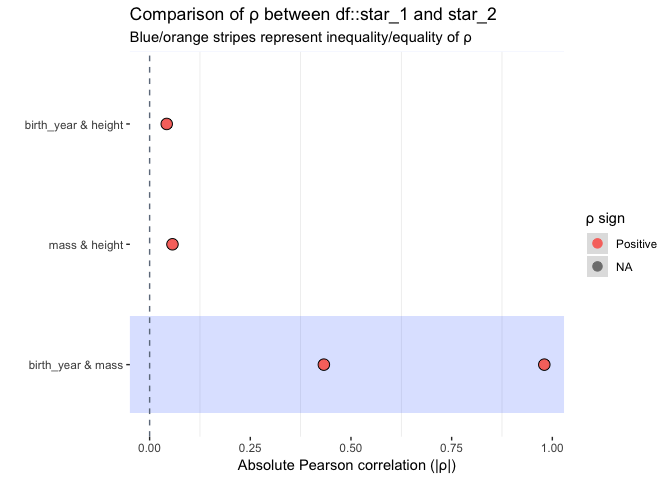 Comparison of ρ between df::star_1 and star_2
Blue/orange stripes represent inequality/equality of ρ
birth_year & height
mass & height
birth_year & mass
0.00 0.25 0.50 0.75 1.00
Absolute Pearson correlation (|ρ|)
ρ sign
Positive
NA